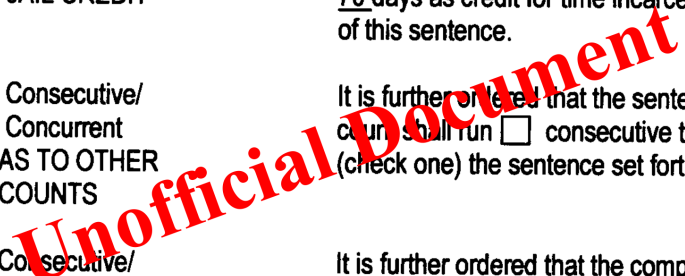 JAIL CREDIT 70 days as credit for time incarce
of this sentence.
Consecutive/ It is further ordered that the sente
Concurrent count shall run ☐ consecutive t
AS TO OTHER (check one) the sentence set fort
COUNTS
Consecutive/ It is further ordered that the comp
Unofficial Document